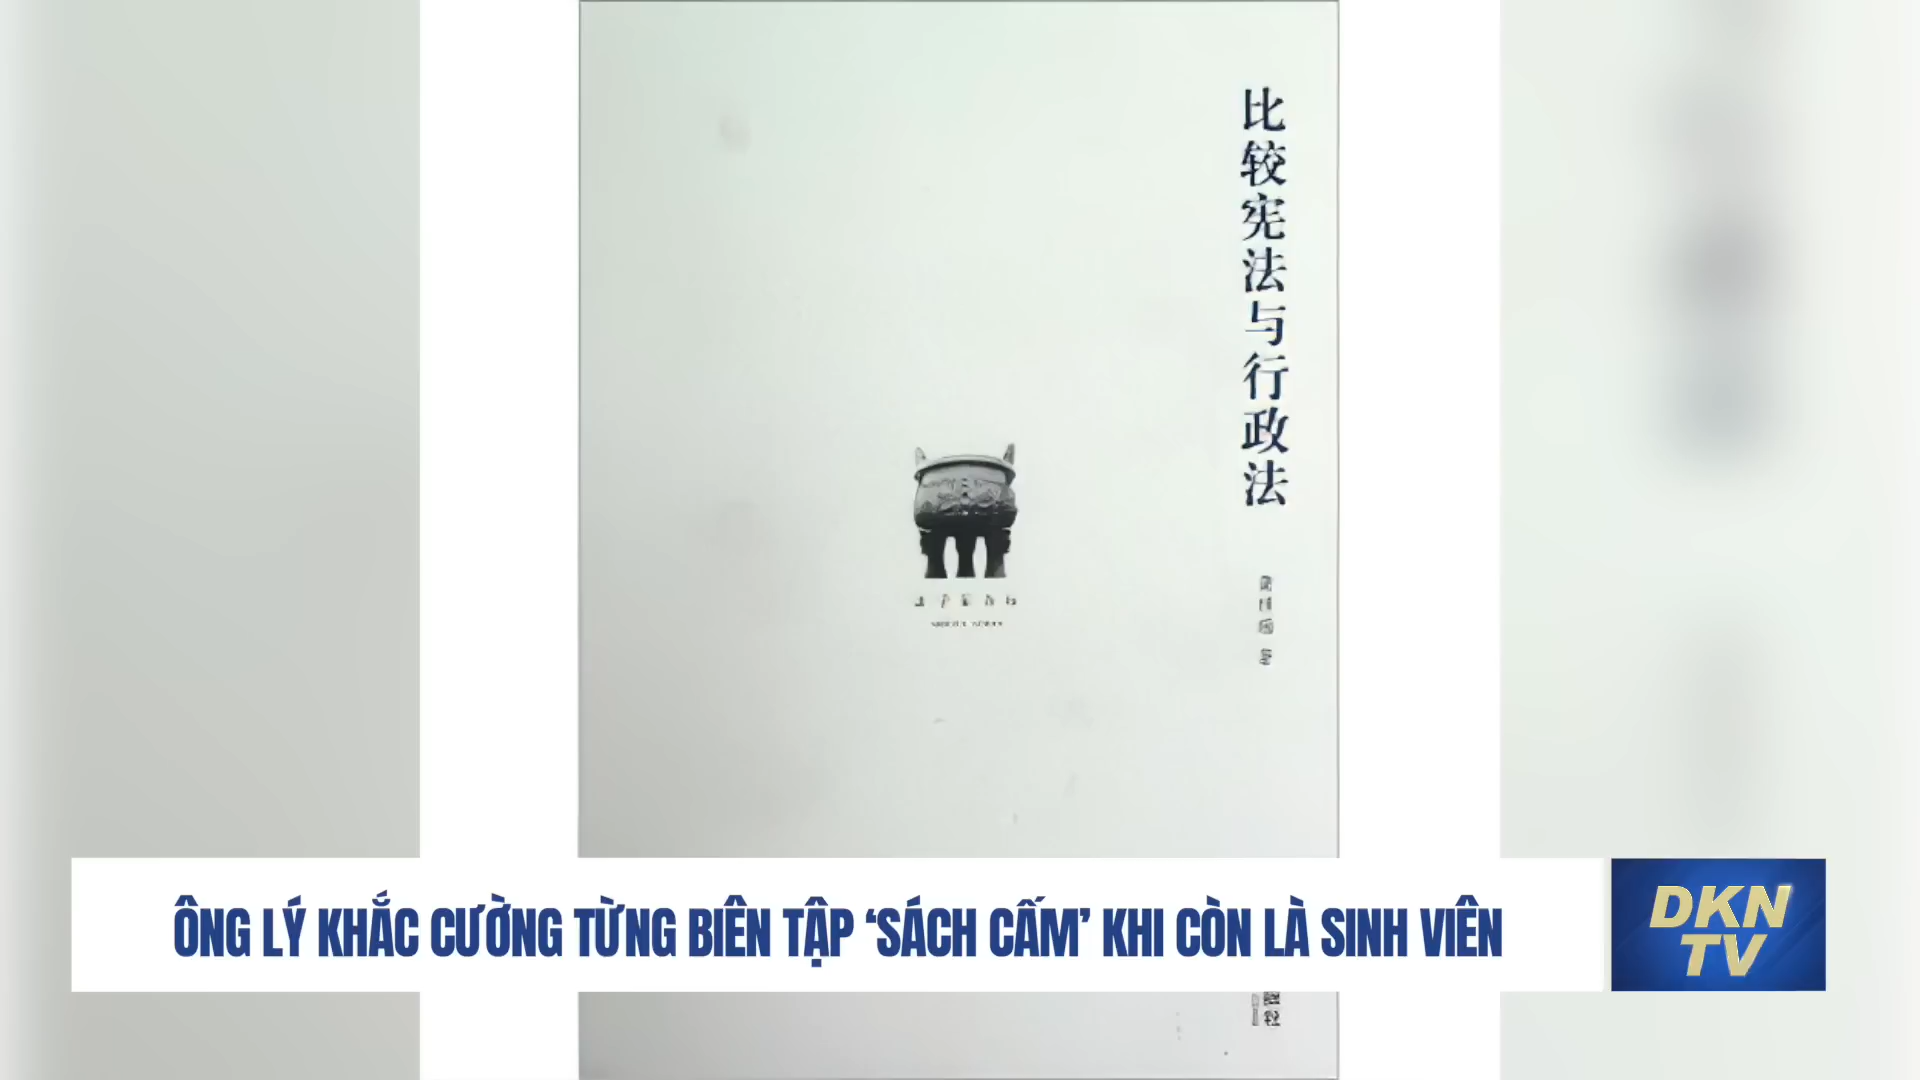 比较宪法与行政法
ÔNG LÝ KHẮC CƯỜNG TỪNG BIÊN TẬP ‘SÁCH CẤM’ KHI CÒN LÀ SINH VIÊN
DKN
TV